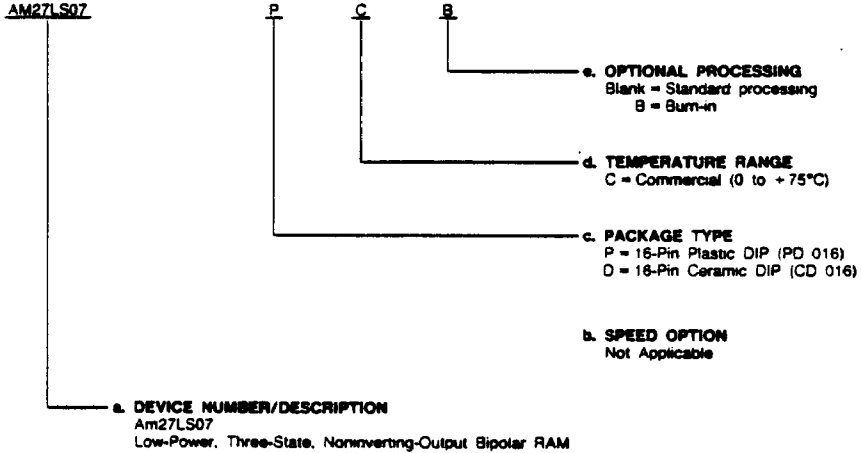 AM27LS07 P C B
e. OPTIONAL PROCESSING
Blank = Standard processing
B = Burn-in
d. TEMPERATURE RANGE
C = Commercial (0 to +75°C)
c. PACKAGE TYPE
P = 16-Pin Plastic DIP (PD 016)
D = 16-Pin Ceramic DIP (CD 016)
b. SPEED OPTION
Not Applicable
a. DEVICE NUMBER/DESCRIPTION
Am27LS07
Low-Power, Three-State, Noninverting-Output Bipolar RAM